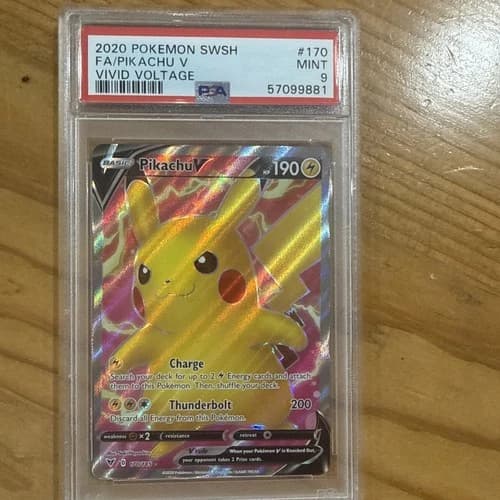 2020 POKEMON SWSH #170
FA/PIKACHU V MINT
VIVID VOLTAGE 9
PSA 57099881
BASIC Pikachu V HP 190
Charge
Search your deck for up to 2 Energy cards and attach
them to this Pokémon. Then, shuffle your deck.
Thunderbolt 200
Discard all Energy from this Pokémon.
weakness ×2 resistance retreat
V rule When your Pokémon V is Knocked Out,
your opponent takes 2 Prize cards.
170/185